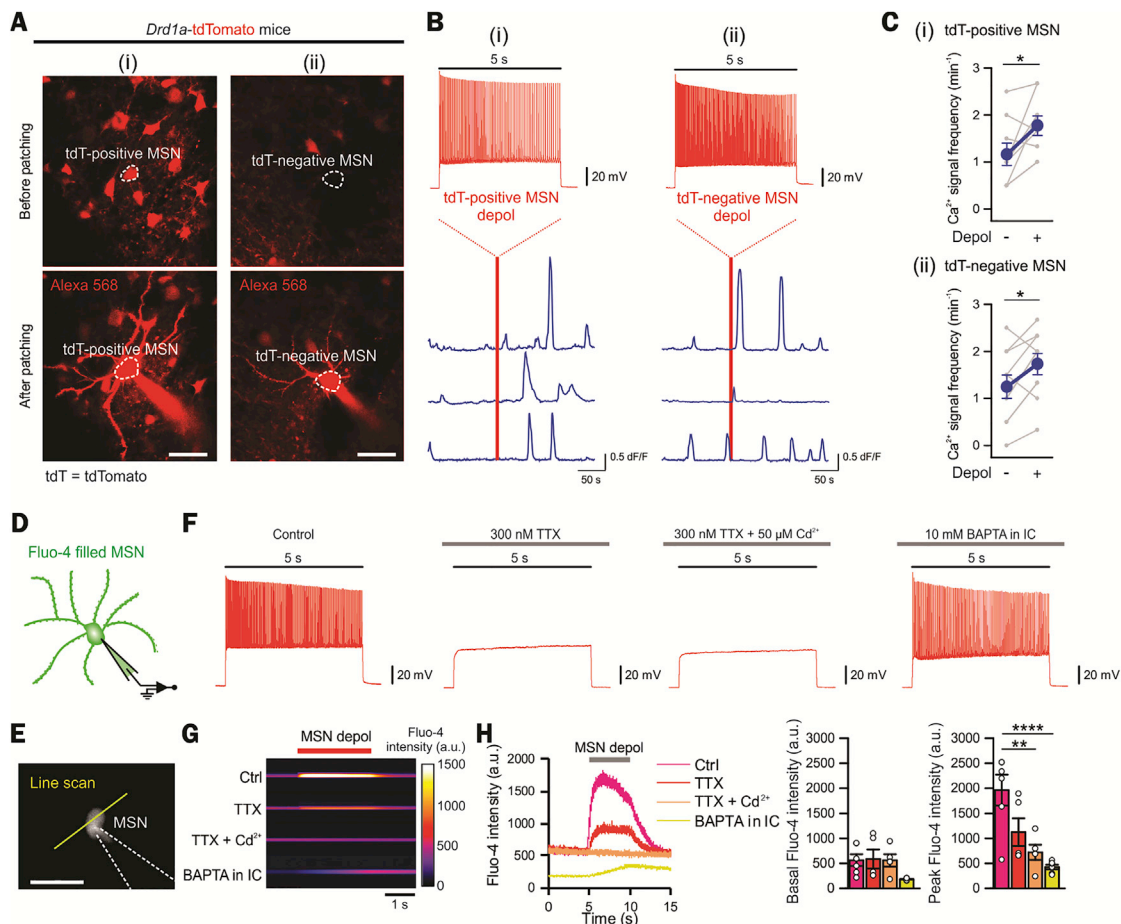 A
Drd1a-tdTomato mice
(i)
(ii)
Before patching
tdT-positive MSN
tdT-negative MSN
After patching
Alexa 568
tdT-positive MSN
Alexa 568
tdT-negative MSN
tdT = tdTomato
B
(i)
(ii)
5 s
5 s
20 mV
20 mV
tdT-positive MSN
depol
tdT-negative MSN
depol
0.5 dF/F
50 s
0.5 dF/F
50 s
C
(i) tdT-positive MSN
Ca²⁺ signal frequency (min⁻¹)
3
2
1
0
*
Depol - +
(ii) tdT-negative MSN
Ca²⁺ signal frequency (min⁻¹)
3
2
1
0
*
Depol - +
D
Fluo-4 filled MSN
E
Line scan
MSN
F
Control
5 s
20 mV
300 nM TTX
5 s
20 mV
300 nM TTX + 50 µM Cd²⁺
5 s
20 mV
10 mM BAPTA in IC
5 s
20 mV
G
MSN depol
Fluo-4
intensity (a.u.)
1500
1000
500
0
Ctrl
TTX
TTX + Cd²⁺
BAPTA in IC
1 s
H
Fluo-4 intensity (a.u.)
2000
1500
1000
500
0
0 5 10 15
Time (s)
MSN depol
Ctrl
TTX
TTX + Cd²⁺
BAPTA in IC
Basal Fluo-4 intensity (a.u.)
3000
2500
2000
1500
1000
500
0
Peak Fluo-4 intensity (a.u.)
3000
2500
2000
1500
1000
500
0
****
**